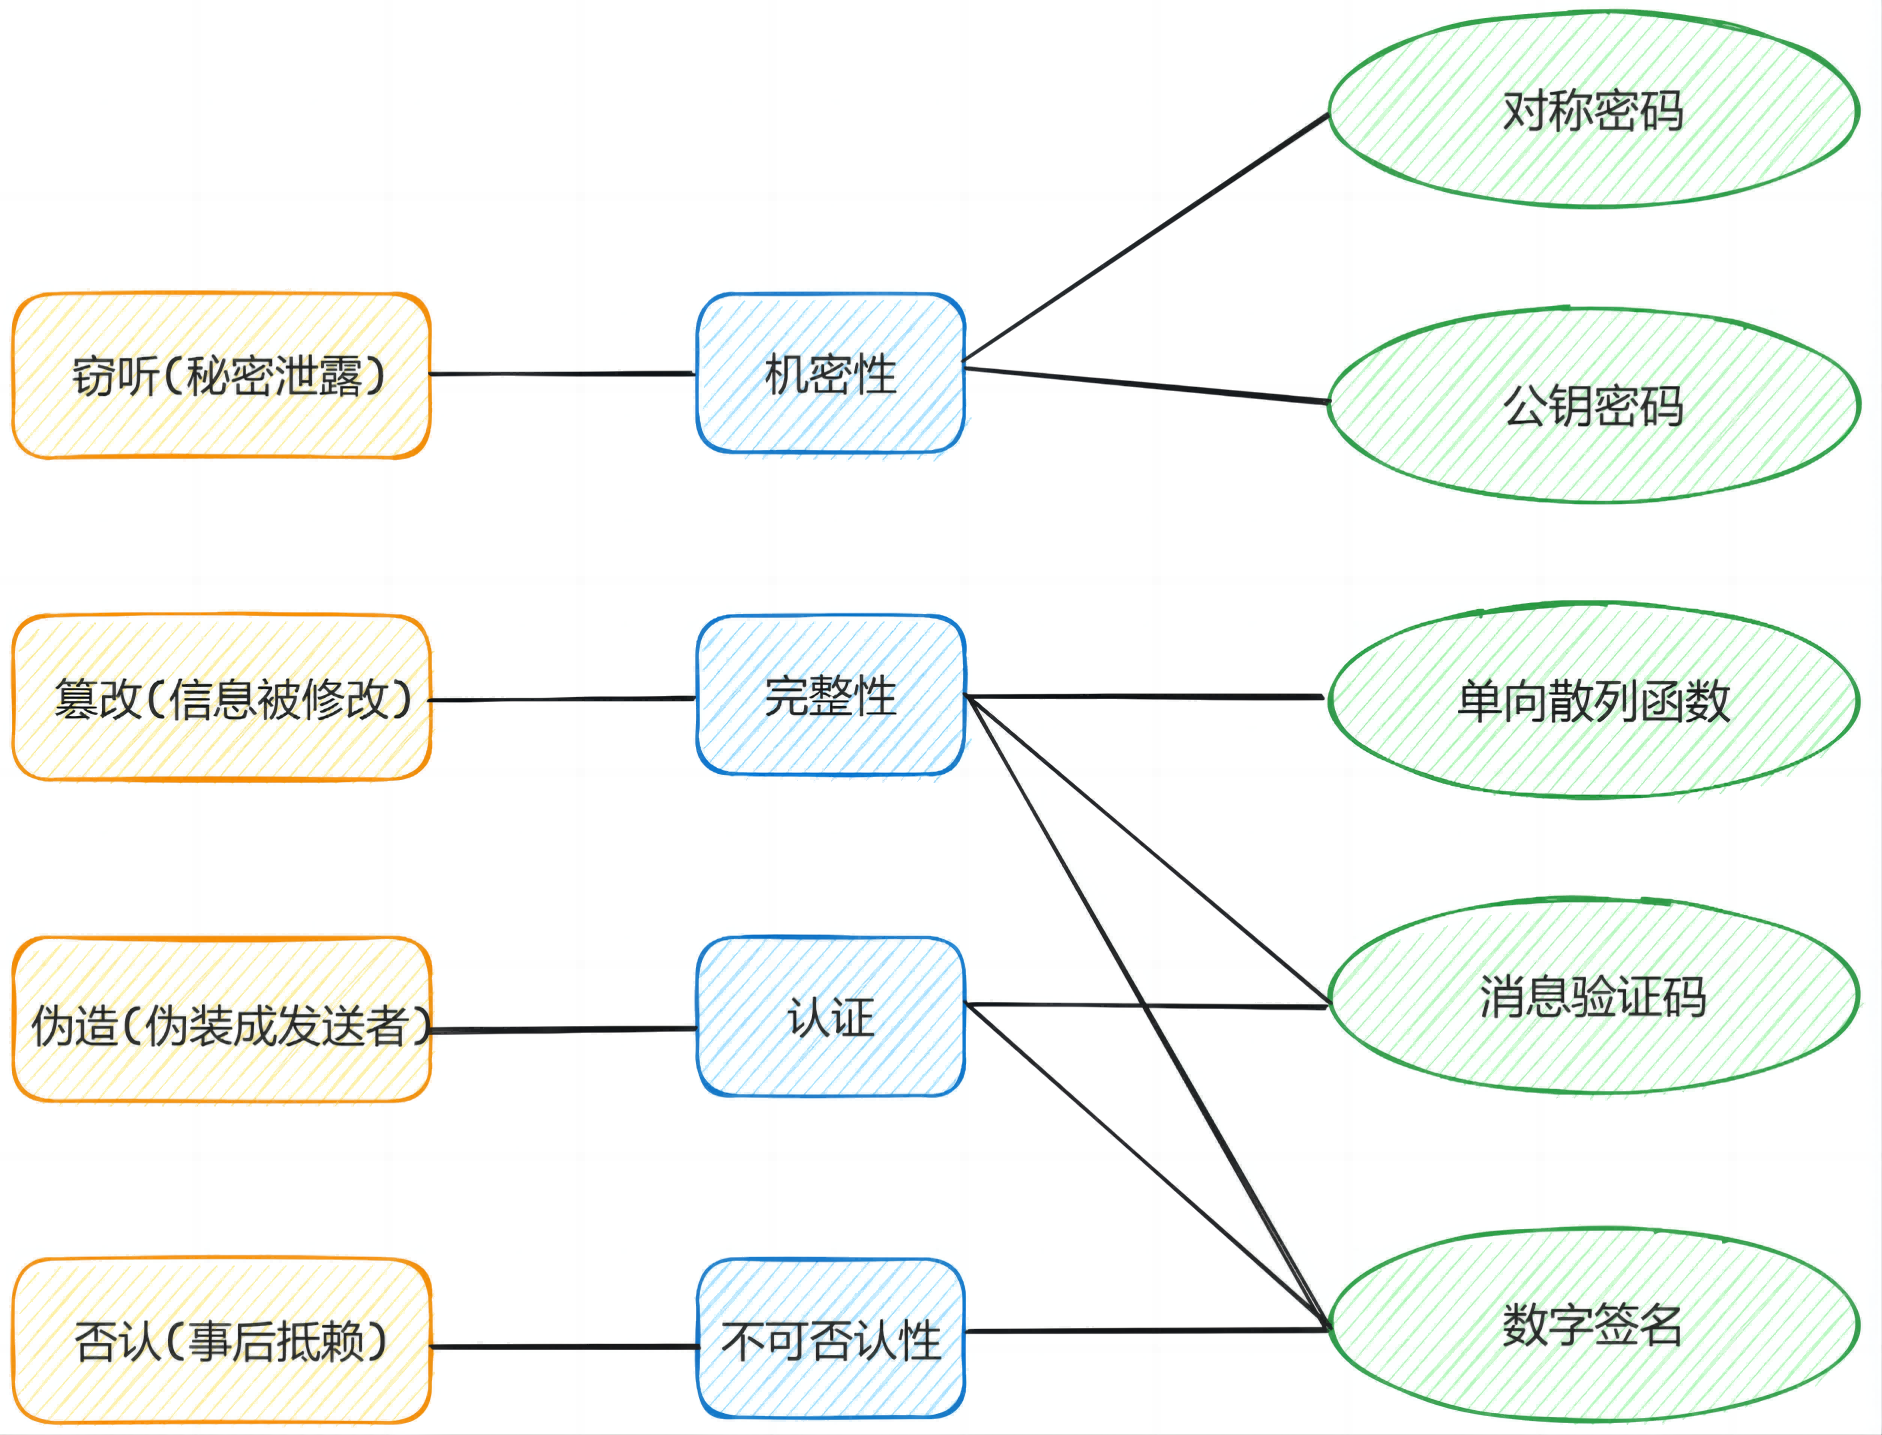 对称密码
窃听(秘密泄露)
机密性
公钥密码
篡改(信息被修改)
完整性
单向散列函数
伪造(伪装成发送者)
认证
消息验证码
否认(事后抵赖)
不可否认性
数字签名